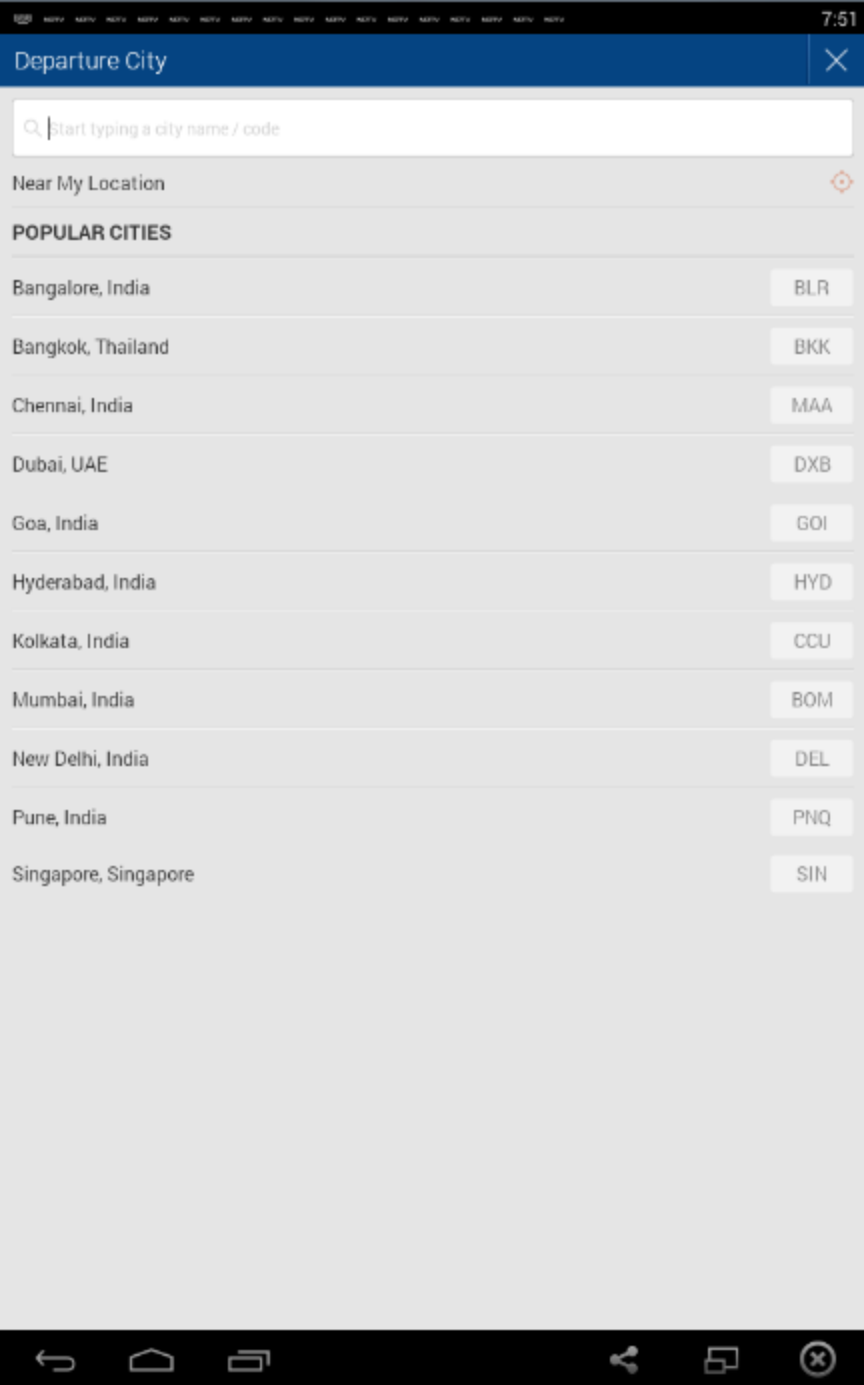 7:51
Departure City
Start typing a city name / code
Near My Location
POPULAR CITIES
Bangalore, India BLR
Bangkok, Thailand BKK
Chennai, India MAA
Dubai, UAE DXB
Goa, India GOI
Hyderabad, India HYD
Kolkata, India CCU
Mumbai, India BOM
New Delhi, India DEL
Pune, India PNQ
Singapore, Singapore SIN